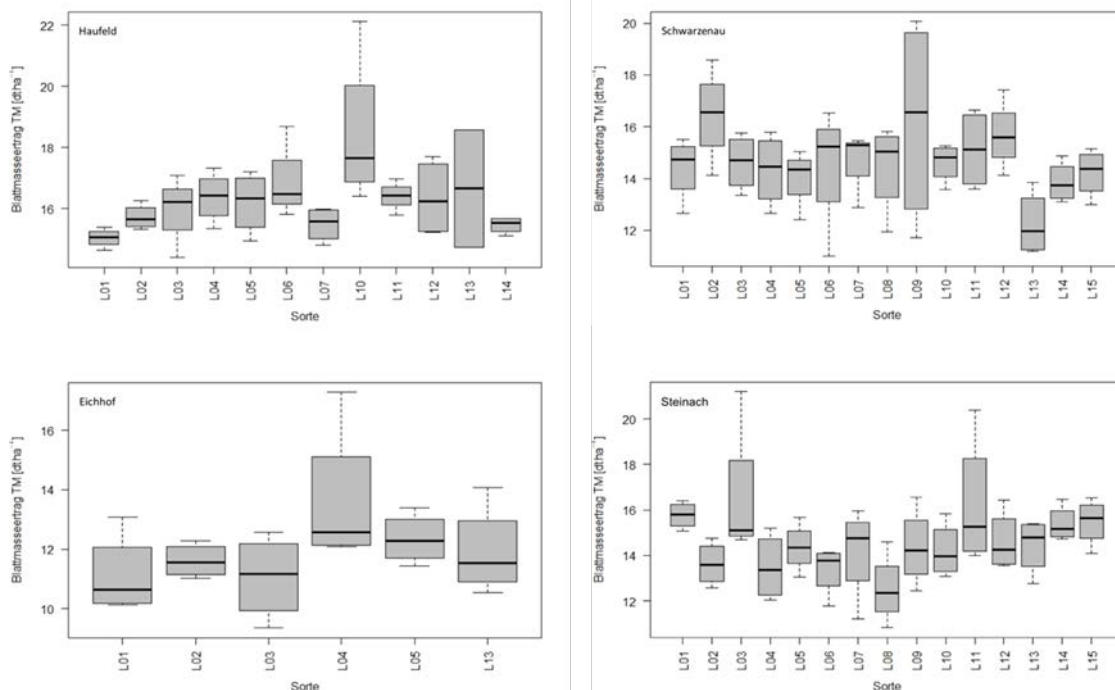 Haufeld
Blattmasseertrag TM [dt ha⁻¹]
22
20
18
16
L01 L02 L03 L04 L05 L06 L07 L10 L11 L12 L13 L14
Sorte
Schwarzenau
Blattmasseertrag TM [dt ha⁻¹]
20
18
16
14
12
L01 L02 L03 L04 L05 L06 L07 L08 L09 L10 L11 L12 L13 L14 L15
Sorte
Eichhof
Blattmasseertrag TM [dt ha⁻¹]
16
14
12
10
L01 L02 L03 L04 L05 L13
Sorte
Steinach
Blattmasseertrag TM [dt ha⁻¹]
20
18
16
14
12
L01 L02 L03 L04 L05 L06 L07 L08 L09 L10 L11 L12 L13 L14 L15
Sorte